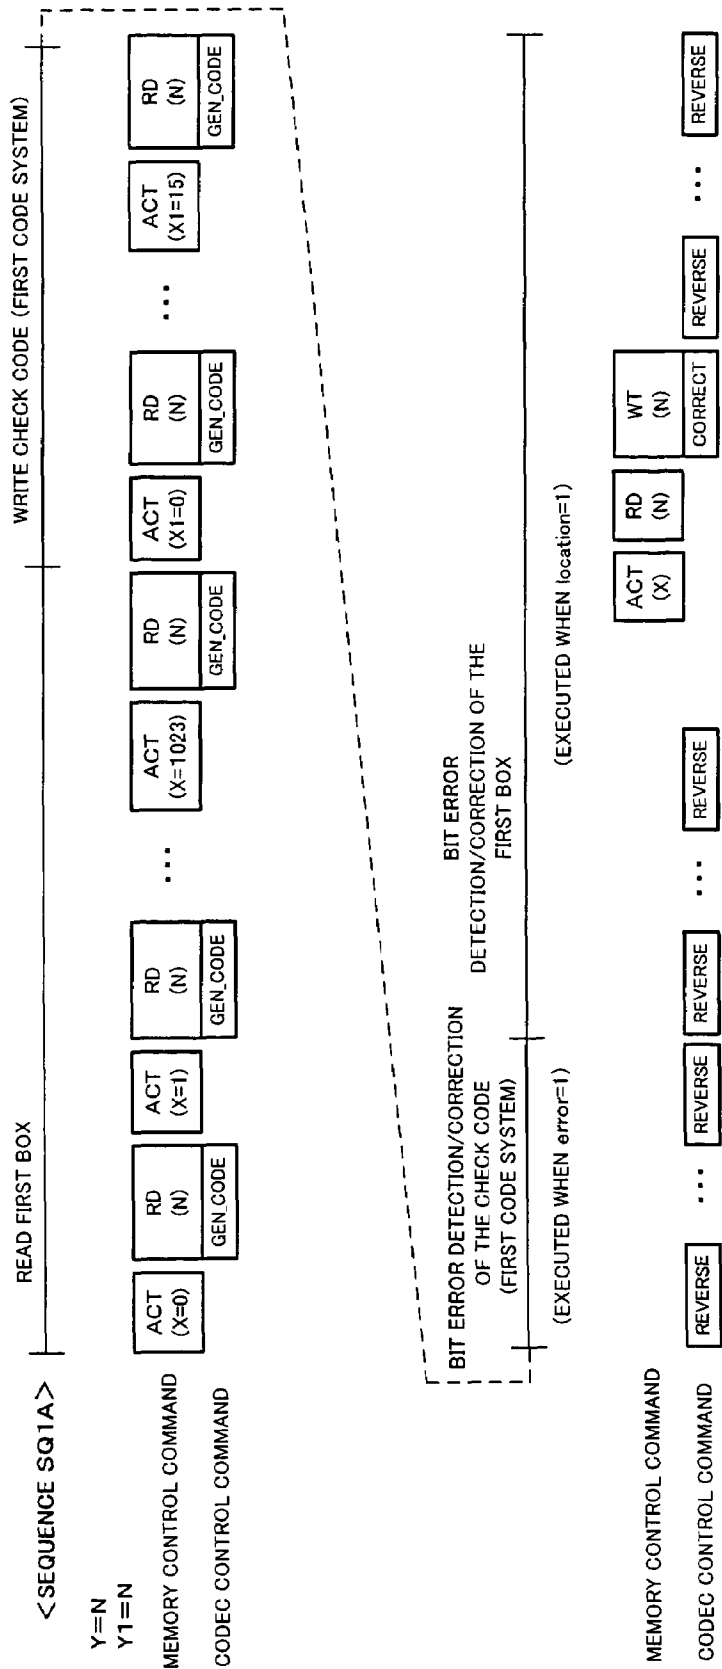 <SEQUENCE SQ1A>
Y=N
Y1=N
READ FIRST BOX
WRITE CHECK CODE (FIRST CODE SYSTEM)
MEMORY CONTROL COMMAND
ACT
(X=0)
RD
(N)
ACT
(X=1)
RD
(N)
...
ACT
(X=1023)
RD
(N)
ACT
(X1=0)
RD
(N)
...
ACT
(X1=15)
RD
(N)
CODEC CONTROL COMMAND
GEN_CODE
GEN_CODE
GEN_CODE
GEN_CODE
GEN_CODE
BIT ERROR DETECTION/CORRECTION
OF THE CHECK CODE
(FIRST CODE SYSTEM)
(EXECUTED WHEN error=1)
BIT ERROR
DETECTION/CORRECTION OF THE
FIRST BOX
(EXECUTED WHEN location=1)
MEMORY CONTROL COMMAND
ACT
(X)
RD
(N)
WT
(N)
CODEC CONTROL COMMAND
REVERSE
...
REVERSE
REVERSE
...
REVERSE
CORRECT
REVERSE
...
REVERSE